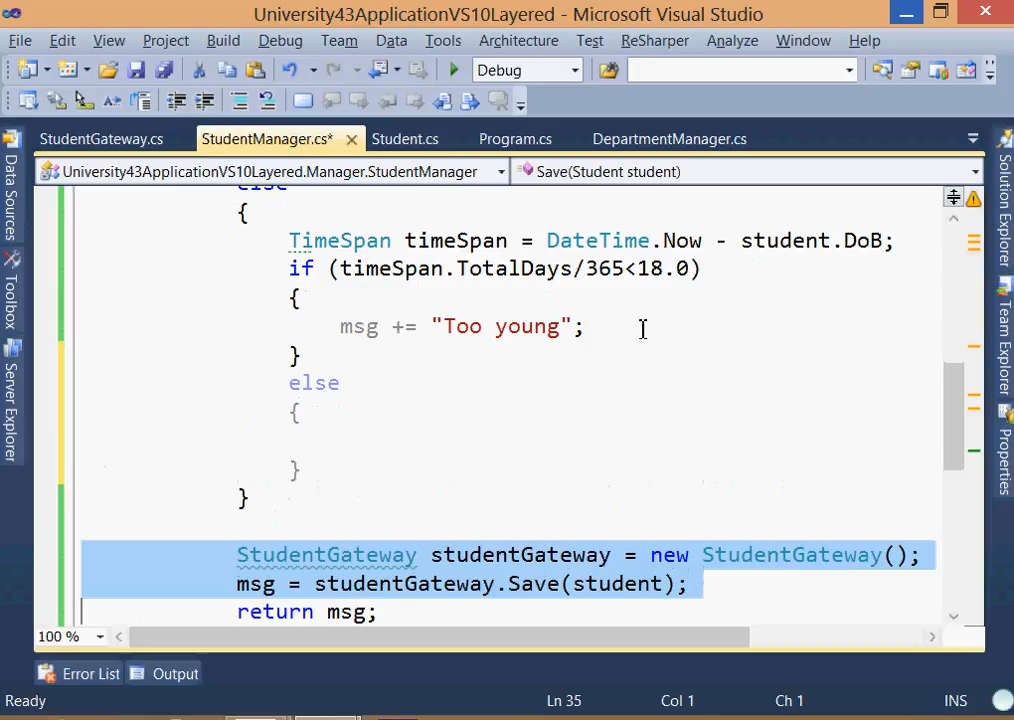 University43ApplicationVS10Layered - Microsoft Visual Studio
File Edit View Project Build Debug Team Data Tools Architecture Test ReSharper Analyze Window Help
Debug
StudentGateway.cs StudentManager.cs* Student.cs Program.cs DepartmentManager.cs
University43ApplicationVS10Layered.Manager.StudentManager Save(Student student)
else
{
TimeSpan timeSpan = DateTime.Now - student.DoB;
if (timeSpan.TotalDays/365<18.0)
{
msg += "Too young";
}
else
{
}
}
StudentGateway studentGateway = new StudentGateway();
msg = studentGateway.Save(student);
return msg;
100 %
Data Sources
Toolbox
Server Explorer
Solution Explorer
Team Explorer
Properties
Error List Output
Ready Ln 35 Col 1 Ch 1 INS